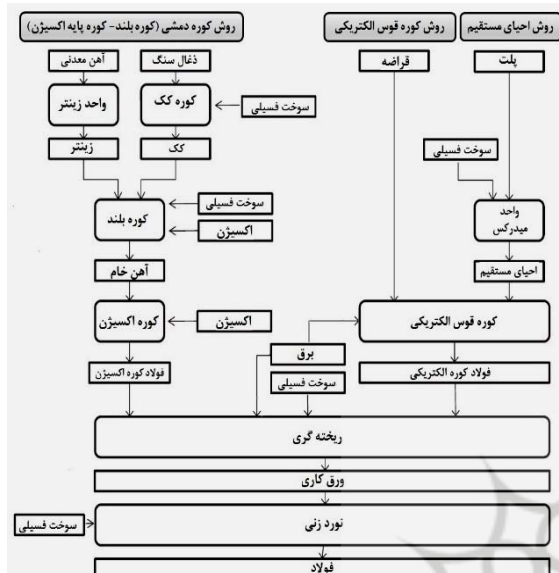 روش احیای مستقیم
روش کوره قوس الکتریکی
روش کوره دمشی (کوره بلند- کوره پایه اکسیژن)
پلت
قراضه
ذغال سنگ
آهن معدنی
کوره کک
واحد زینتر
سوخت فسیلی
کک
زینتر
سوخت فسیلی
سوخت فسیلی
کوره بلند
اکسیژن
واحد
میدرکس
آهن خام
احیای مستقیم
کوره اکسیژن
اکسیژن
کوره قوس الکتریکی
برق
فولاد کوره اکسیژن
فولاد کوره الکتریکی
سوخت فسیلی
ریخته گری
ورق کاری
نورد زنی
سوخت فسیلی
فولاد